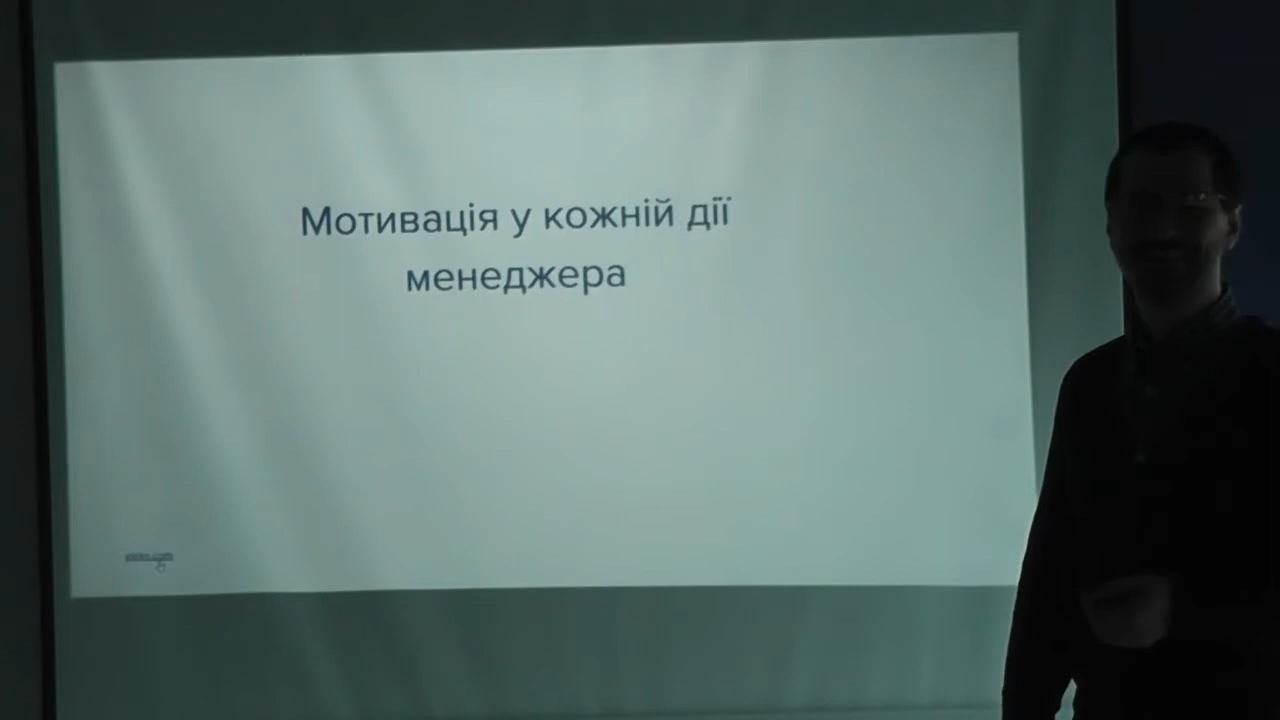 Мотивація у кожній дії
менеджера